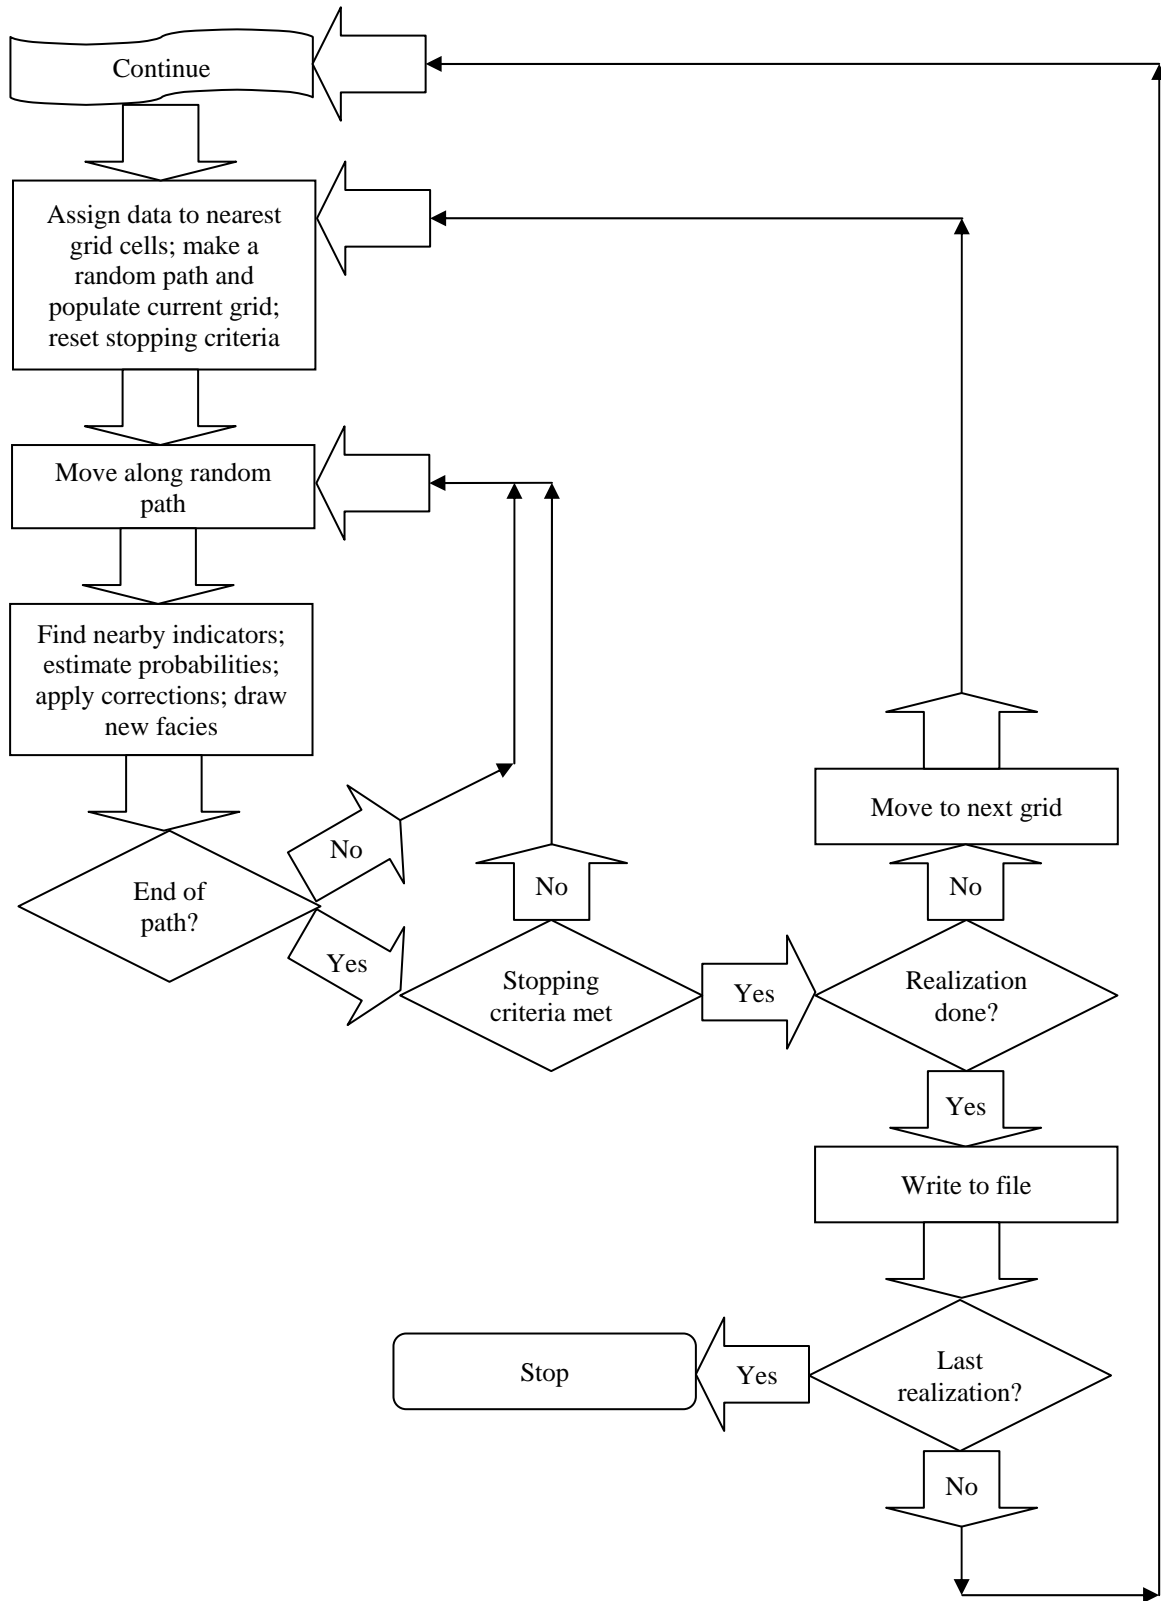 Continue
Assign data to nearest
grid cells; make a
random path and
populate current grid;
reset stopping criteria
Move along random
path
Find nearby indicators;
estimate probabilities;
apply corrections; draw
new facies
Move to next grid
No
No
No
End of
path?
Yes
Stopping
criteria met
Yes
Realization
done?
Yes
Write to file
Stop
Yes
Last
realization?
No